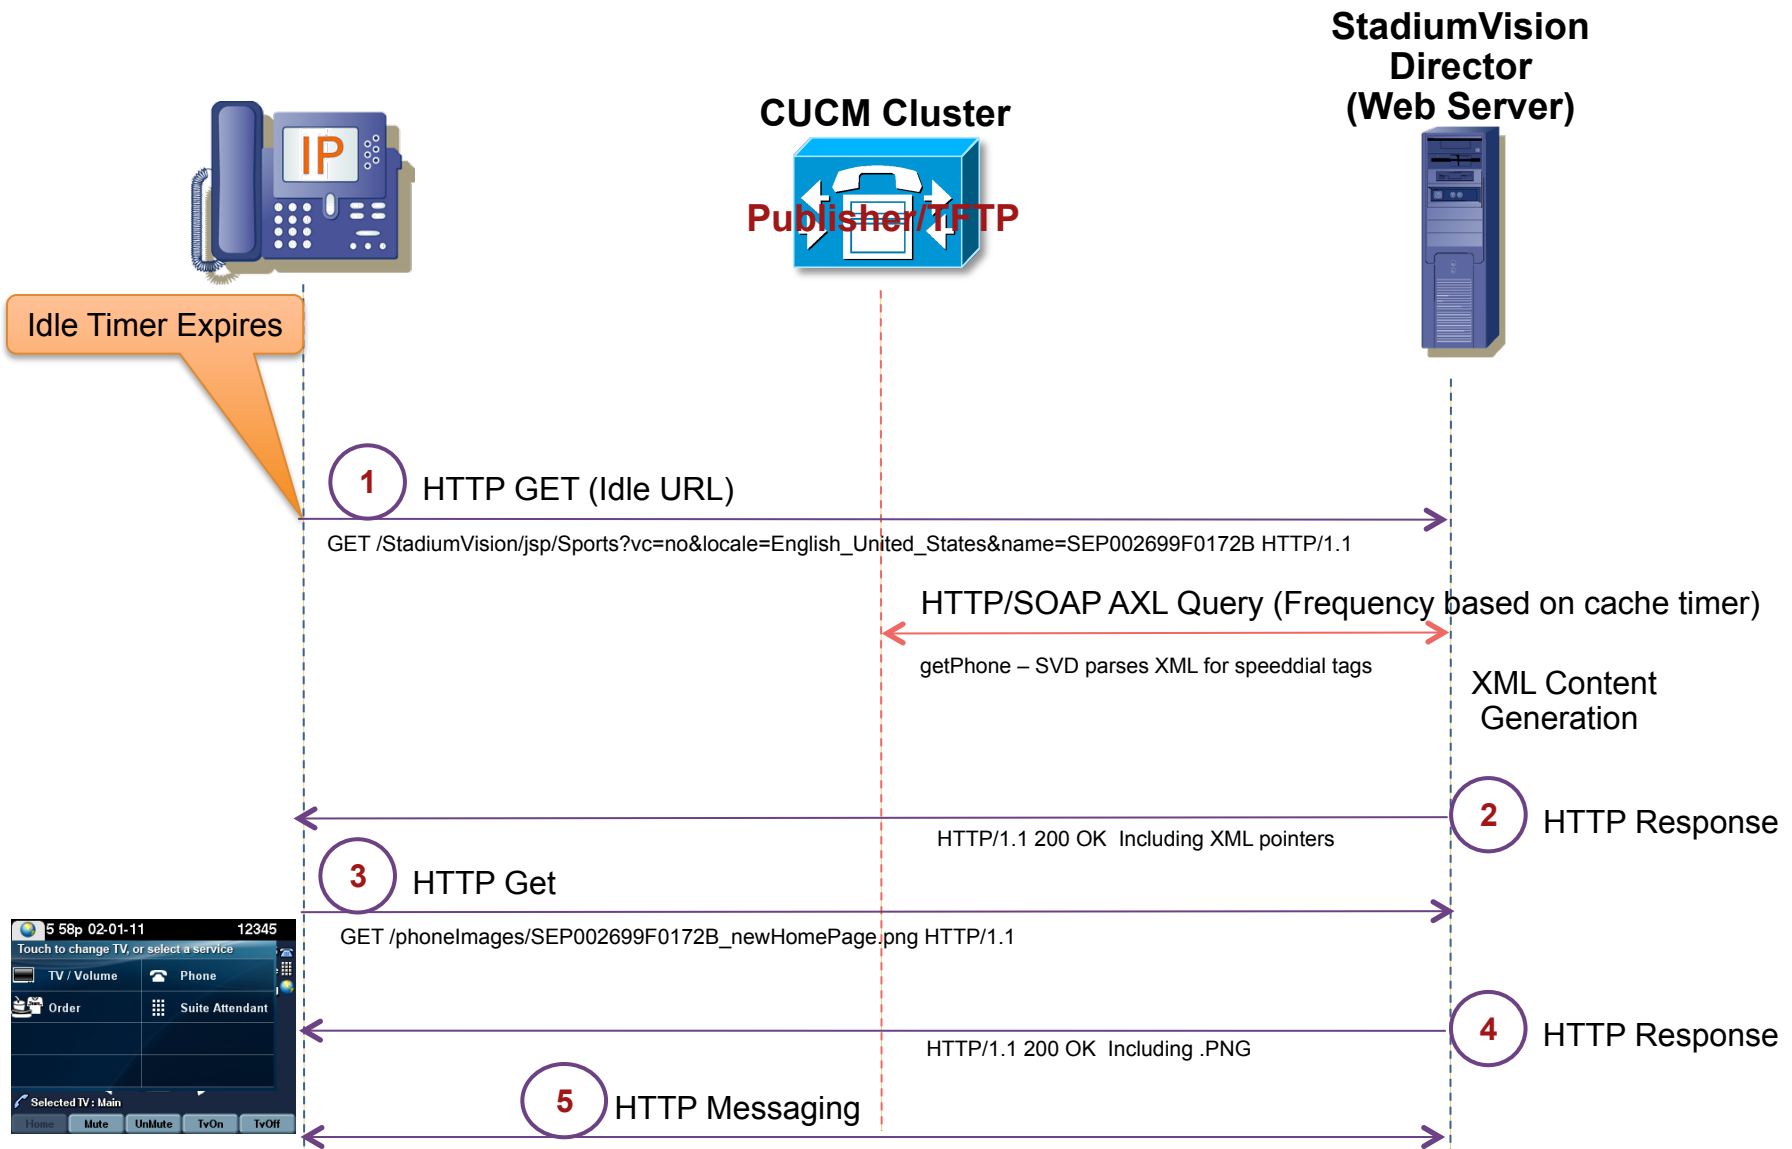 StadiumVision
Director
(Web Server)
CUCM Cluster
IP
Publisher/TFTP
Idle Timer Expires
1
HTTP GET (Idle URL)
GET /StadiumVision/jsp/Sports?vc=no&locale=English_United_States&name=SEP002699F0172B HTTP/1.1
HTTP/SOAP AXL Query (Frequency based on cache timer)
getPhone – SVD parses XML for speeddial tags
XML Content
Generation
2
HTTP Response
HTTP/1.1 200 OK  Including XML pointers
3
HTTP Get
GET /phoneImages/SEP002699F0172B_newHomePage.png HTTP/1.1
5 58p 02-01-11 12345
Touch to change TV, or select a service
TV / Volume Phone
Order Suite Attendant
4
HTTP Response
HTTP/1.1 200 OK  Including .PNG
5
HTTP Messaging
Selected TV : Main
Home Mute UnMute TvOn TvOff